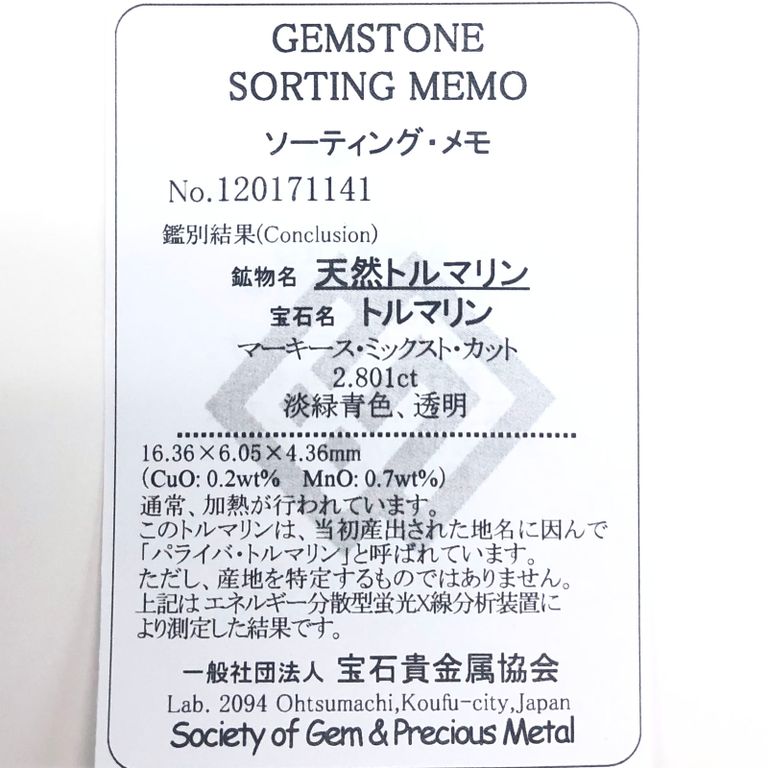 GEMSTONE
SORTING MEMO
ソーティング・メモ
No.120171141
鑑別結果(Conclusion)
鉱物名 天然トルマリン
宝石名 トルマリン
マーキース・ミックスト・カット
2.801ct
淡緑青色、透明
16.36×6.05×4.36mm
(CuO: 0.2wt% MnO: 0.7wt%)
通常、加熱が行われています。
このトルマリンは、当初産出された地名に因んで
「パライバ・トルマリン」と呼ばれています。
ただし、産地を特定するものではありません。
上記はエネルギー分散型蛍光X線分析装置に
より測定した結果です。
一般社団法人 宝石貴金属協会
Lab. 2094 Ohtsumachi,Koufu-city,Japan
Society of Gem & Precious Metal